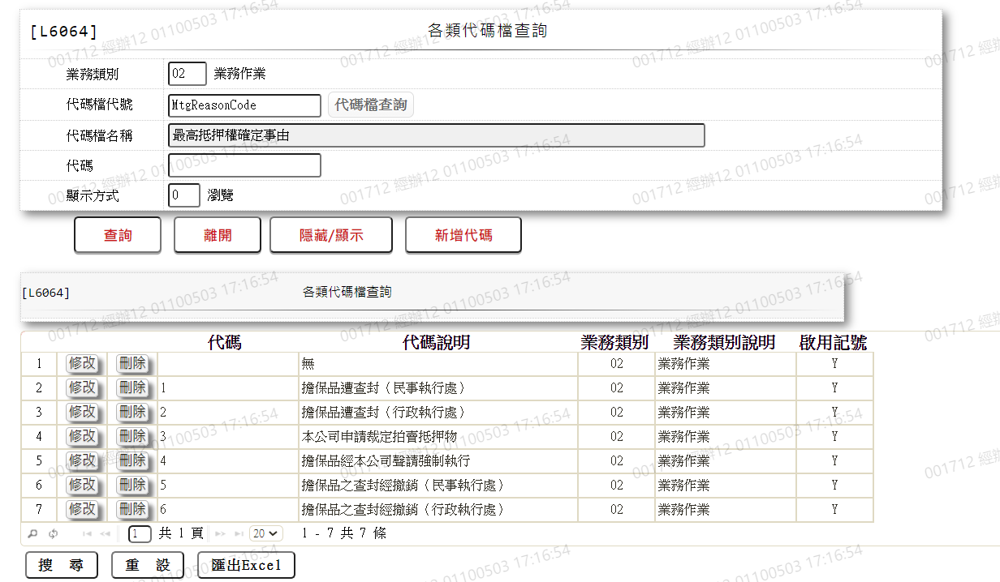 [L6064] 各類代碼檔查詢
業務類別 02 業務作業
代碼檔代號 MtgReasonCode 代碼檔查詢
代碼檔名稱 最高抵押權確定事由
代碼
顯示方式 0 瀏覽
查詢 離開 隱藏/顯示 新增代碼
[L6064] 各類代碼檔查詢
代碼 代碼說明 業務類別 業務類別說明 啟用記號
1 修改 刪除 無 02 業務作業 Y
2 修改 刪除 1 擔保品遭查封（民事執行處） 02 業務作業 Y
3 修改 刪除 2 擔保品遭查封（行政執行處） 02 業務作業 Y
4 修改 刪除 3 本公司申請裁定拍賣抵押物 02 業務作業 Y
5 修改 刪除 4 擔保品經本公司聲請強制執行 02 業務作業 Y
6 修改 刪除 5 擔保品之查封經撤銷（民事執行處） 02 業務作業 Y
7 修改 刪除 6 擔保品之查封經撤銷（行政執行處） 02 業務作業 Y
1 共 1 頁 20 1 - 7 共 7 條
搜 尋 重 設 匯出Excel
001712 經辦12 01100503 17:16:54